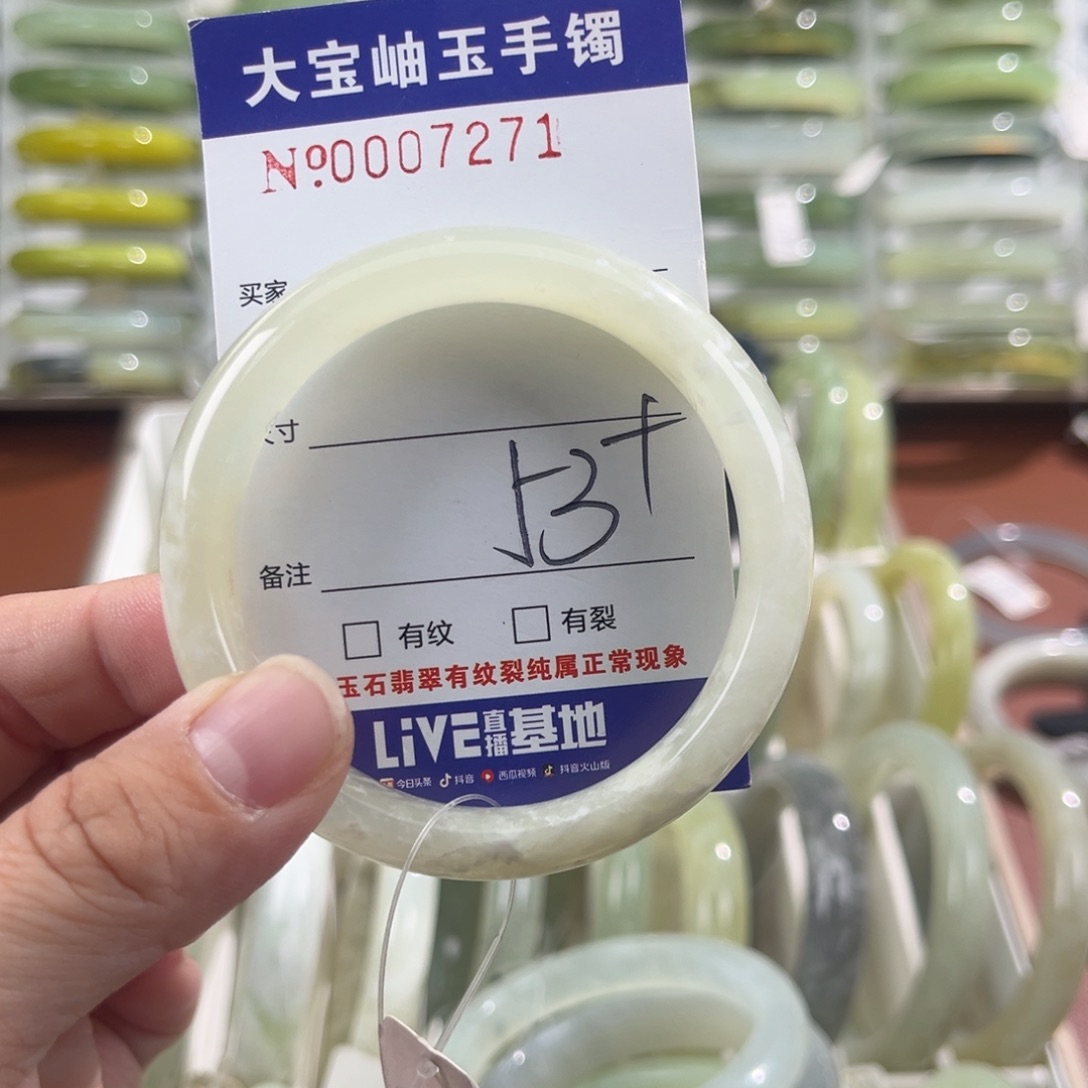 大宝岫玉手镯
Nº0007271
买家
寸
53+
备注
□ 有纹 □ 有裂
玉石翡翠有纹裂纯属正常现象
LiVE直播基地
今日头条 抖音 西瓜视频 抖音火山版